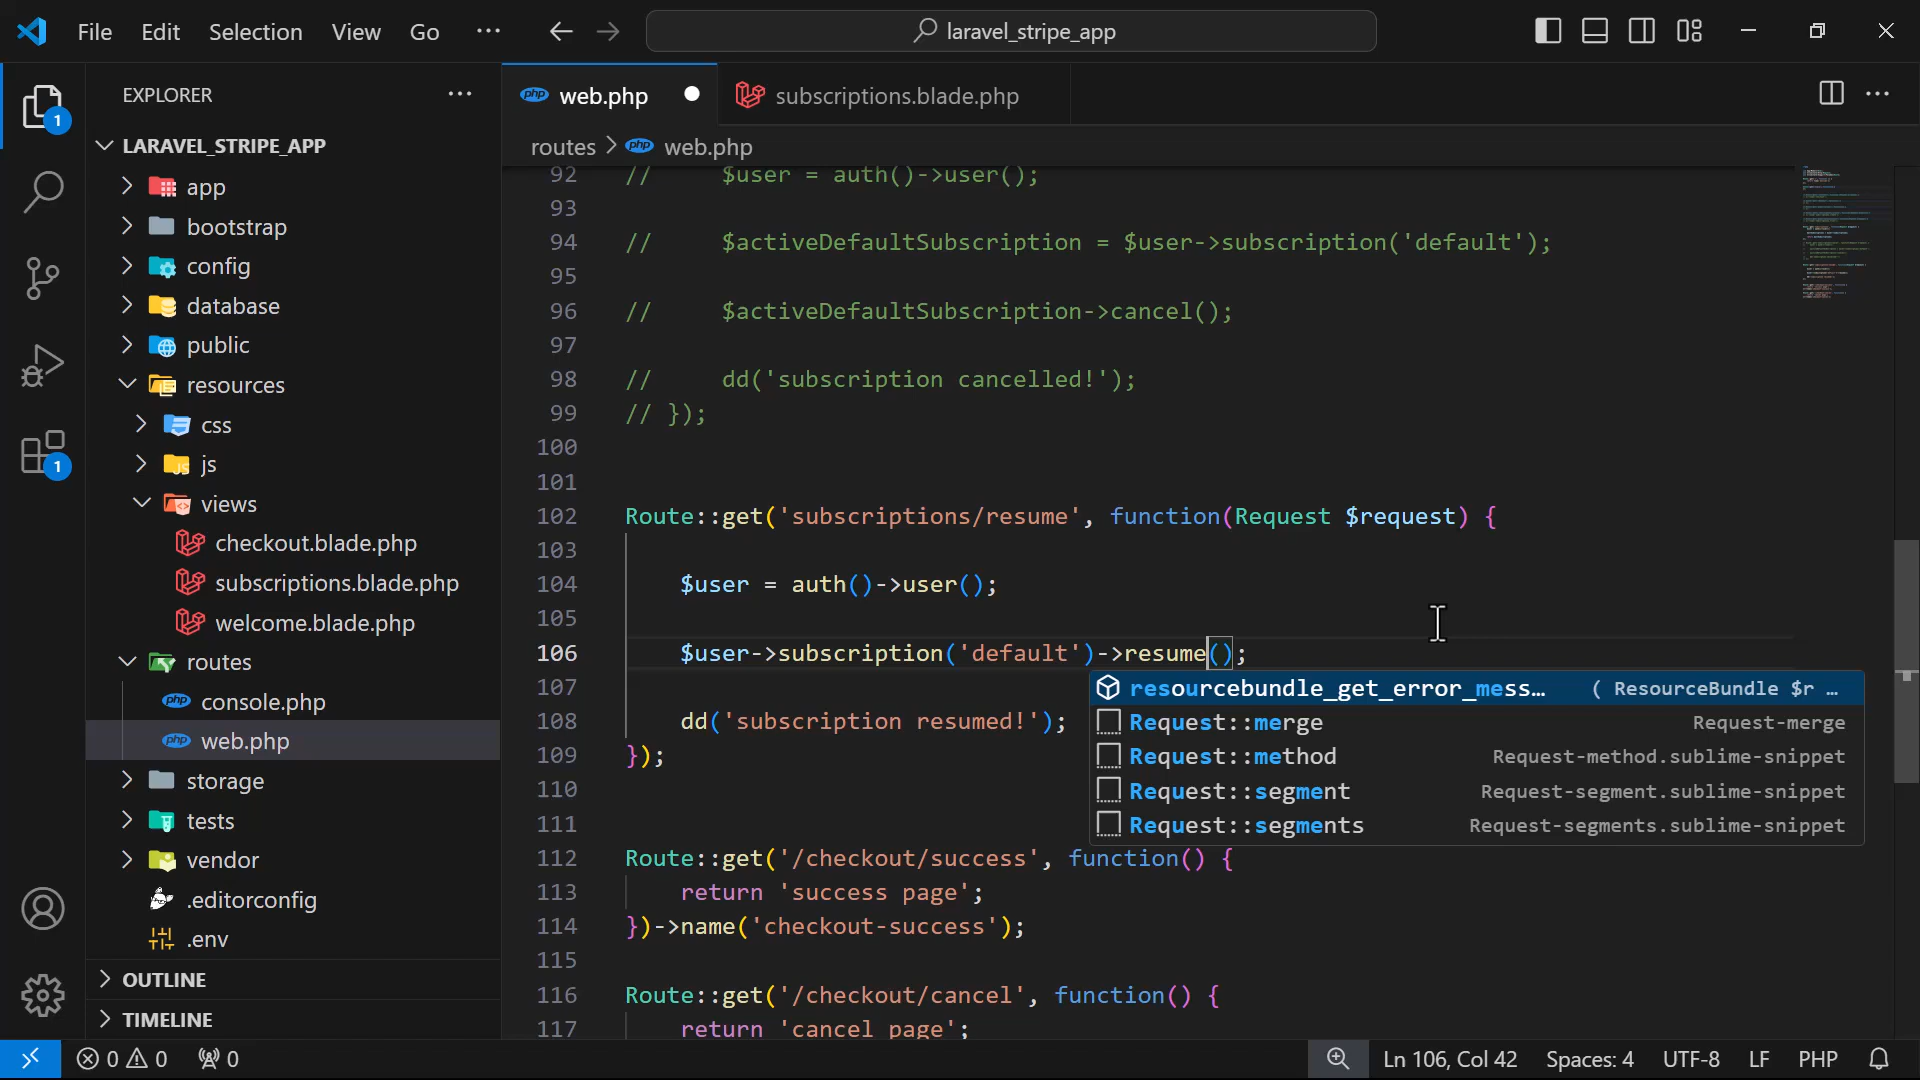 File Edit Selection View Go ··· laravel_stripe_app
EXPLORER ···
LARAVEL_STRIPE_APP
app
bootstrap
config
database
public
resources
css
js
views
checkout.blade.php
subscriptions.blade.php
welcome.blade.php
routes
console.php
web.php
storage
tests
vendor
.editorconfig
.env
OUTLINE
TIMELINE
1
1
php web.php subscriptions.blade.php
routes > php web.php
92 // $user = auth()->user();
93
94 // $activeDefaultSubscription = $user->subscription('default');
95
96 // $activeDefaultSubscription->cancel();
97
98 // dd('subscription cancelled!');
99 // });
100
101
102 Route::get('subscriptions/resume', function(Request $request) {
103
104 $user = auth()->user();
105
106 $user->subscription('default')->resume();
107
108 dd('subscription resumed!');
109 });
110
111
112 Route::get('/checkout/success', function() {
113 return 'success page';
114 })->name('checkout-success');
115
116 Route::get('/checkout/cancel', function() {
117 return 'cancel page';
resourcebundle_get_error_mess… ( ResourceBundle $r …
Request::merge Request-merge
Request::method Request-method.sublime-snippet
Request::segment Request-segment.sublime-snippet
Request::segments Request-segments.sublime-snippet
0 0 0 Ln 106, Col 42 Spaces: 4 UTF-8 LF PHP